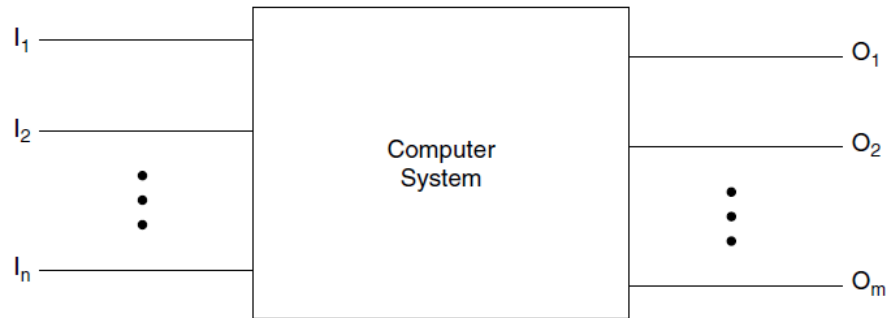 I₁
O₁
I₂
O₂
Computer
System
Iₙ
Oₘ